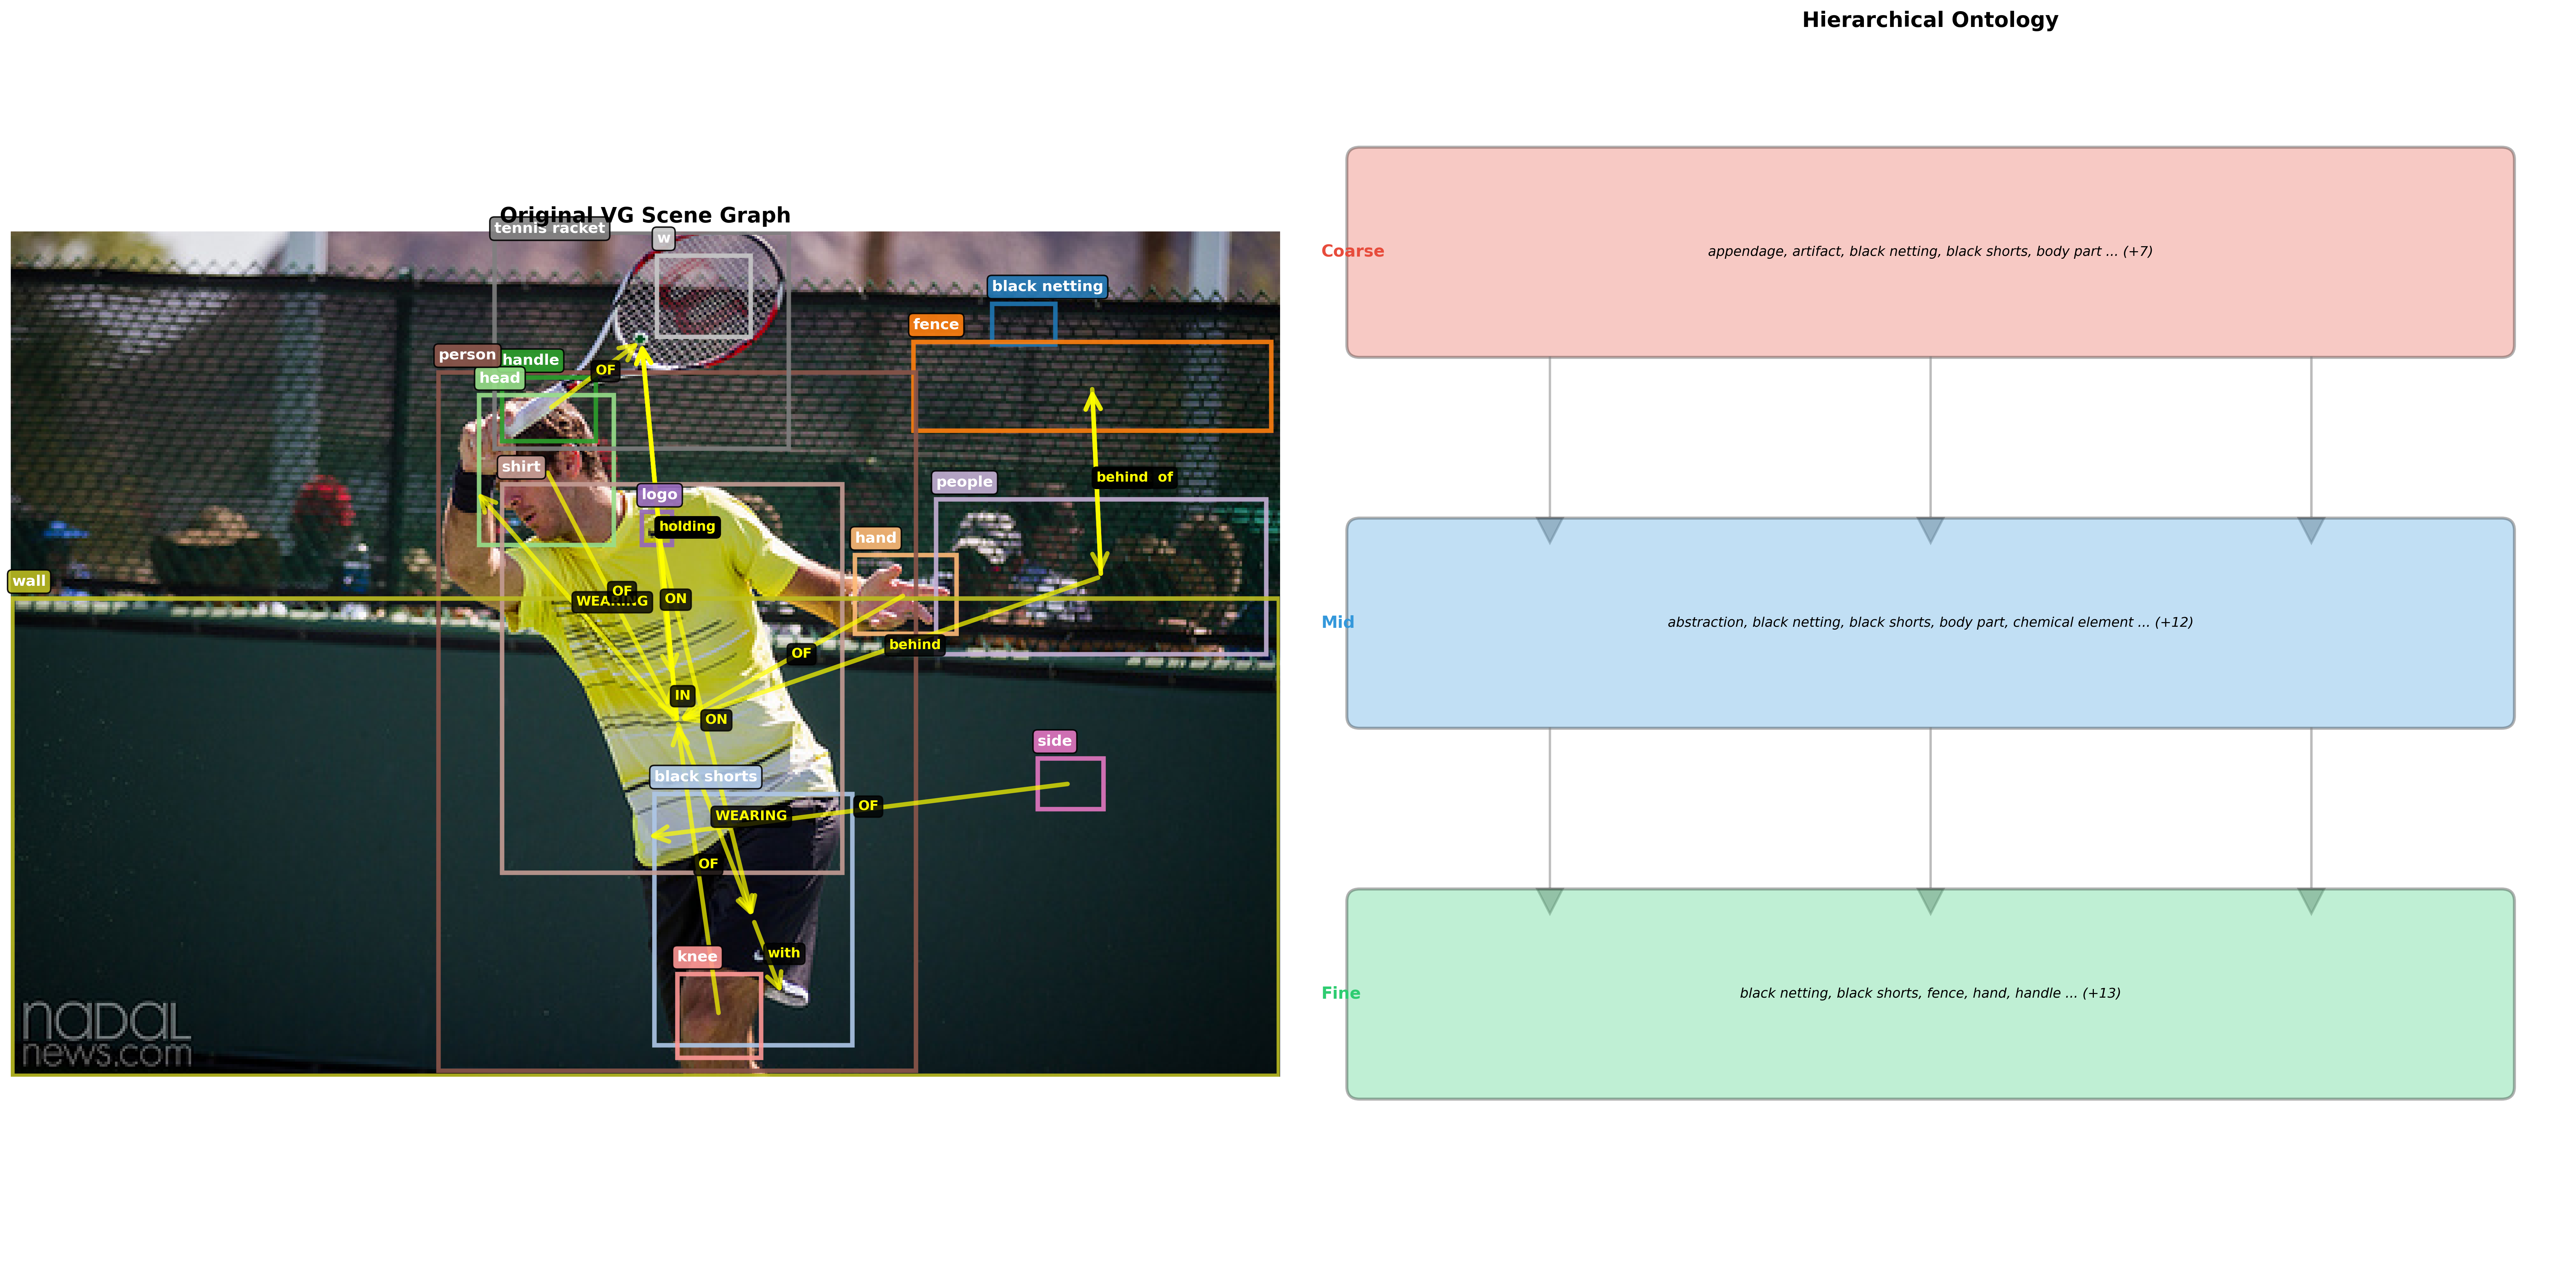 Hierarchical Ontology
Original VG Scene Graph
tennis racket
w
black netting
fence
person
handle
OF
head
shirt
behind of
people
logo
holding
hand
wall
OF
WEARING
ON
OF
behind
IN
ON
side
black shorts
OF
WEARING
OF
with
knee
nadal
news.com
Coarse
appendage, artifact, black netting, black shorts, body part ... (+7)
Mid
abstraction, black netting, black shorts, body part, chemical element ... (+12)
Fine
black netting, black shorts, fence, hand, handle ... (+13)